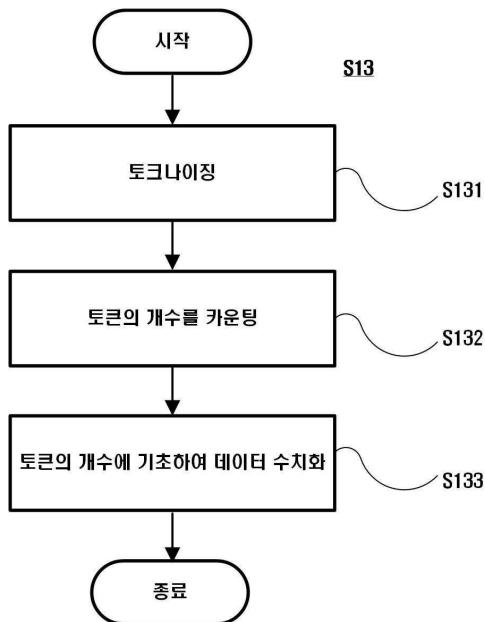 시작
S13
토크나이징
S131
토큰의 개수를 카운팅
S132
토큰의 개수에 기초하여 데이터 수치화
S133
종료